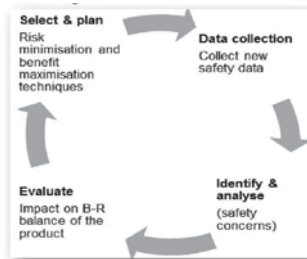 Select & plan
Risk
minimisation and
benefit
maximisation
techniques
Data collection
Collect new
safety data
Identify &
analyse
(safety
concerns)
Evaluate
Impact on B-R
balance of the
product